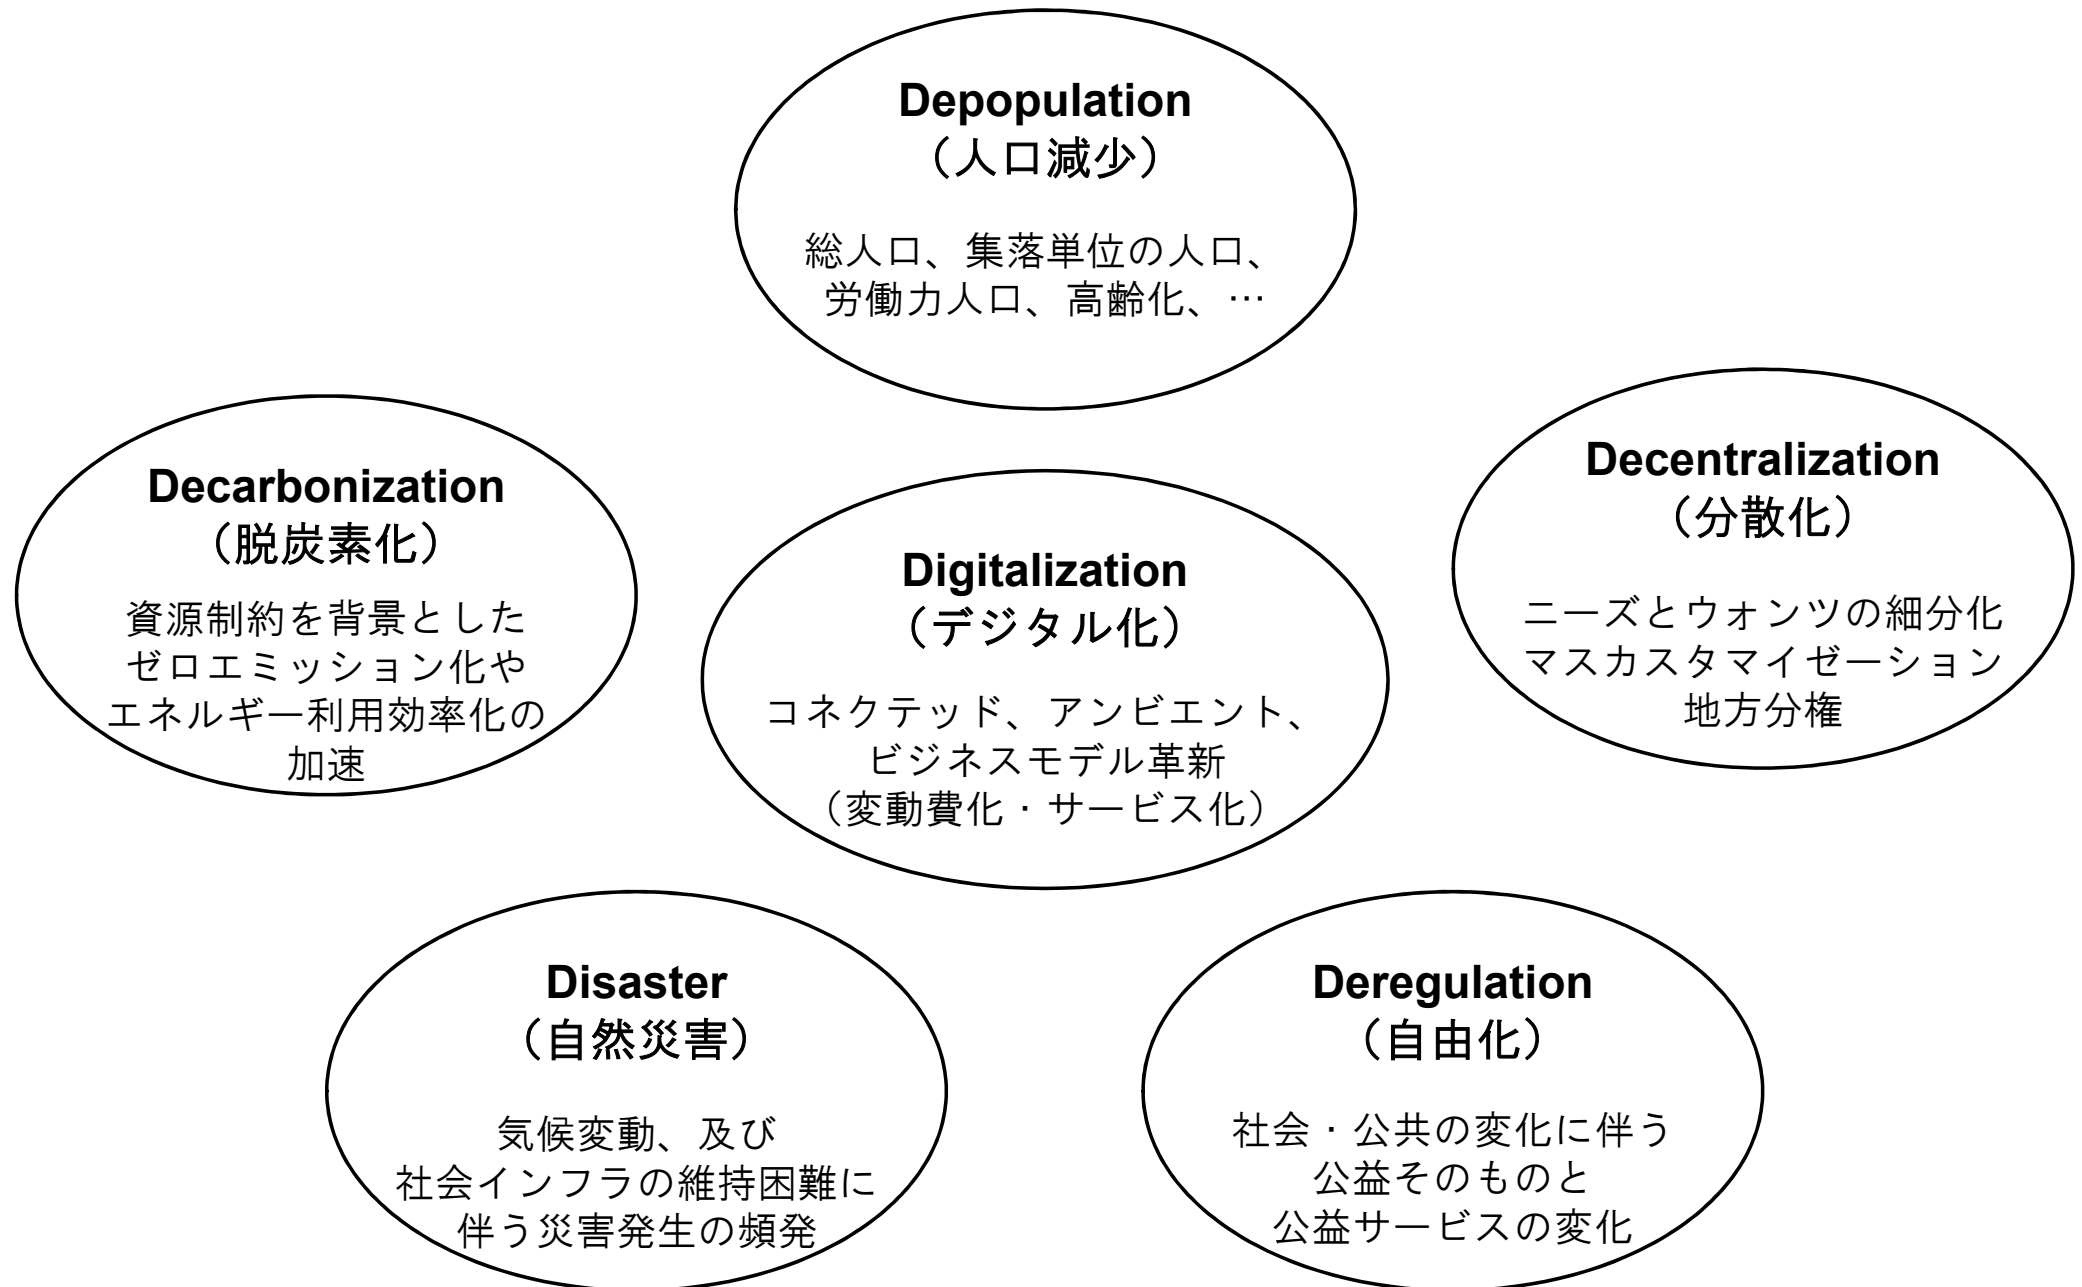 Depopulation
（人口減少）
総人口、集落単位の人口、
労働力人口、高齢化、…
Decarbonization
（脱炭素化）
資源制約を背景とした
ゼロエミッション化や
エネルギー利用効率化の
加速
Digitalization
（デジタル化）
コネクテッド、アンビエント、
ビジネスモデル革新
（変動費化・サービス化）
Decentralization
（分散化）
ニーズとウォンツの細分化
マスカスタマイゼーション
地方分権
Disaster
（自然災害）
気候変動、及び
社会インフラの維持困難に
伴う災害発生の頻発
Deregulation
（自由化）
社会・公共の変化に伴う
公益そのものと
公益サービスの変化